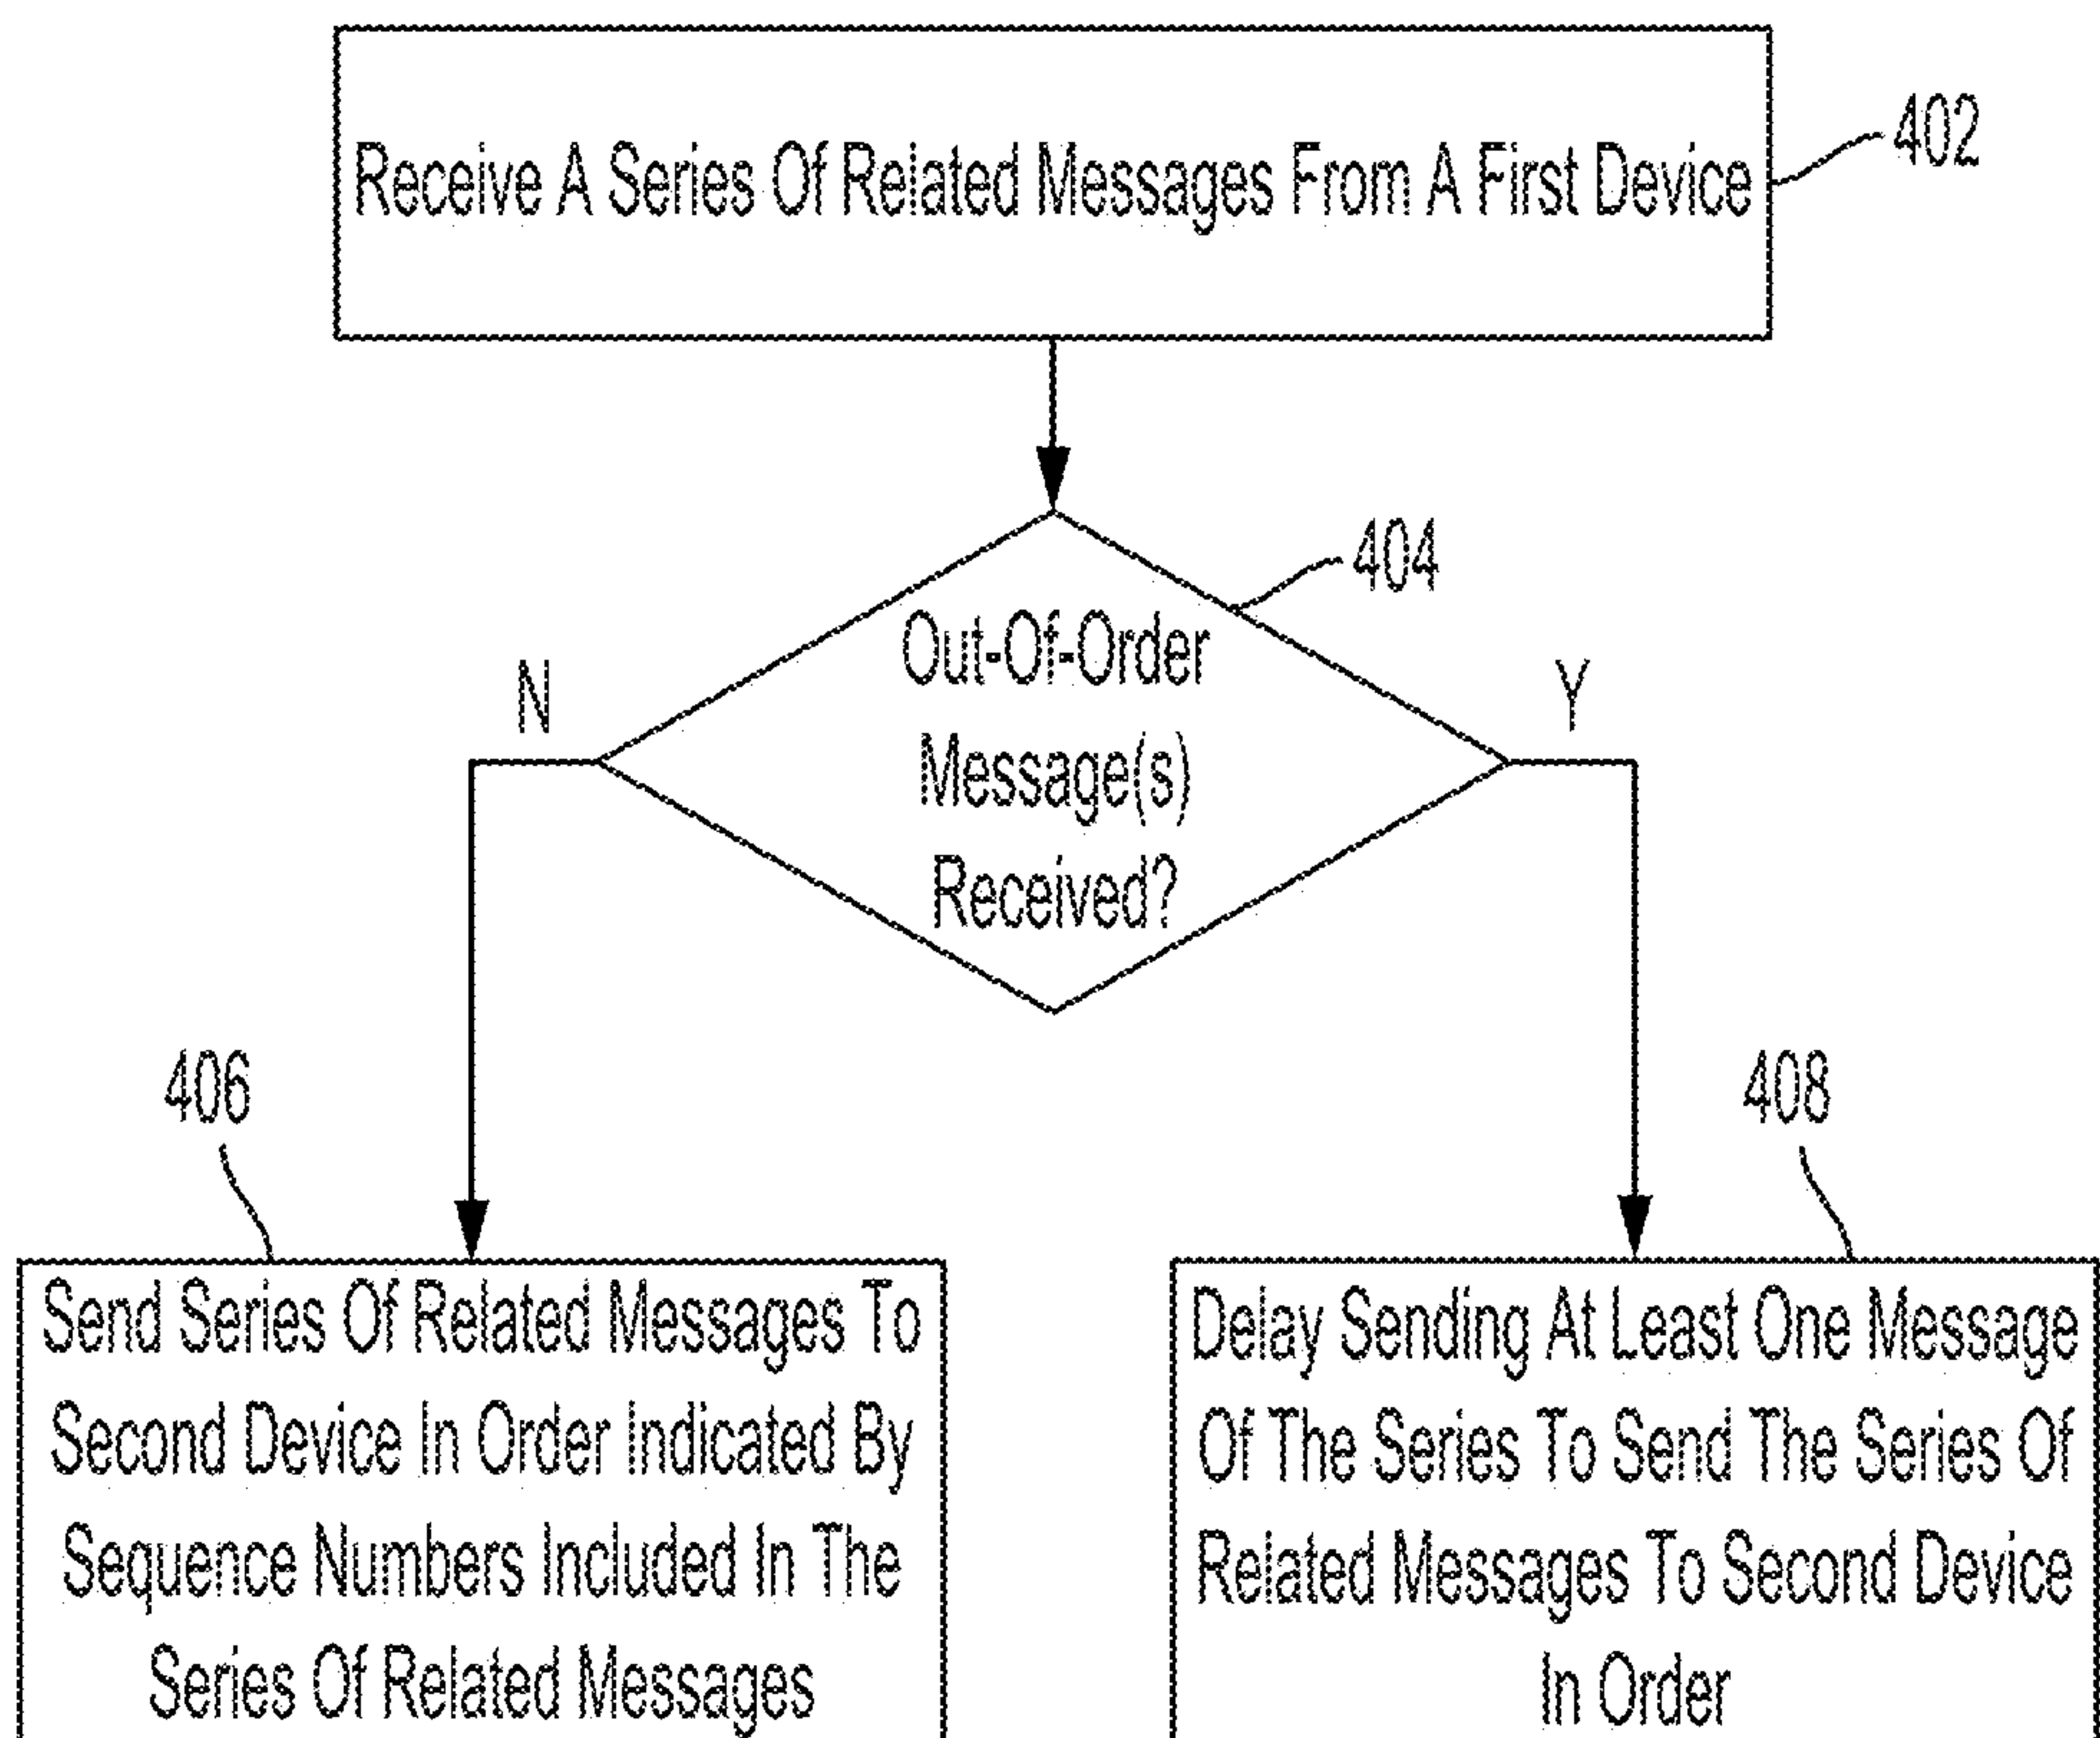 Receive A Series Of Related Messages From A First Device
402
404
Out-Of-Order
Message(s)
Received?
N
Y
406
408
Send Series Of Related Messages To
Second Device In Order Indicated By
Sequence Numbers Included In The
Series Of Related Messages
Delay Sending At Least One Message
Of The Series To Send The Series Of
Related Messages To Second Device
In Order